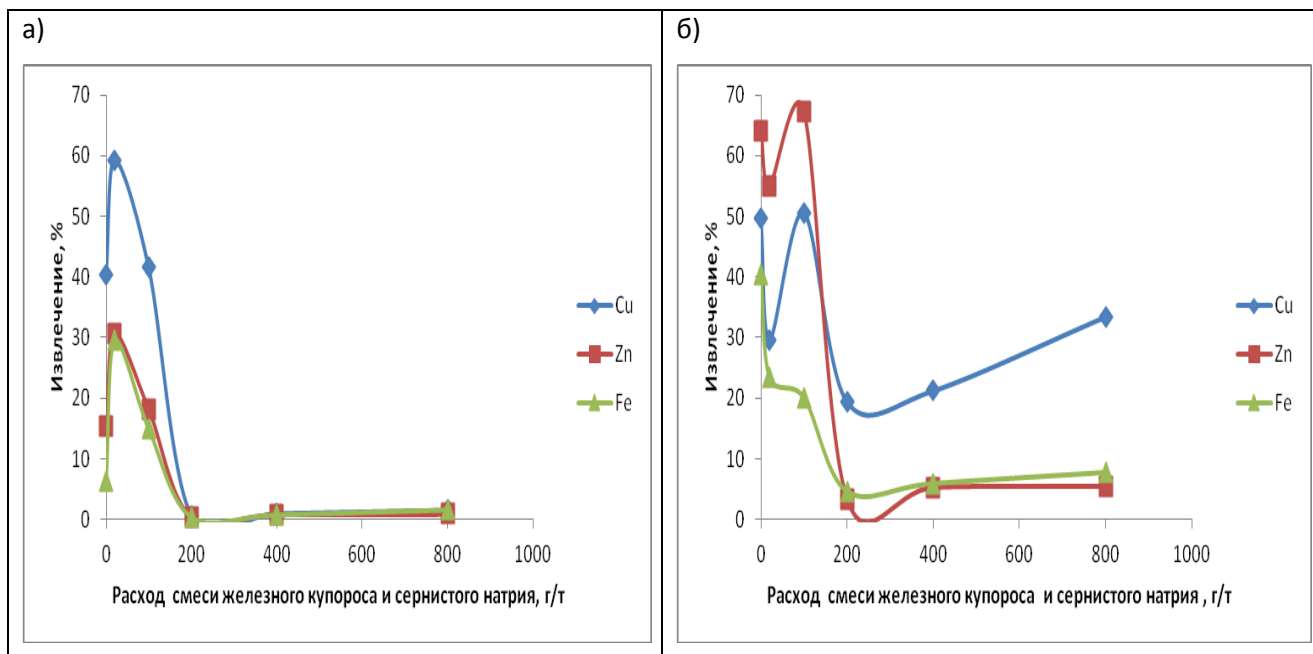 а)
70
60
50
40
30
20
10
0
0 200 400 600 800 1000
Извлечение, %
Расход смеси железного купороса и сернистого натрия, г/т
Cu
Zn
Fe
б)
70
60
50
40
30
20
10
0
0 200 400 600 800 1000
Извлечение, %
Расход смеси железного купороса и сернистого натрия , г/т
Cu
Zn
Fe